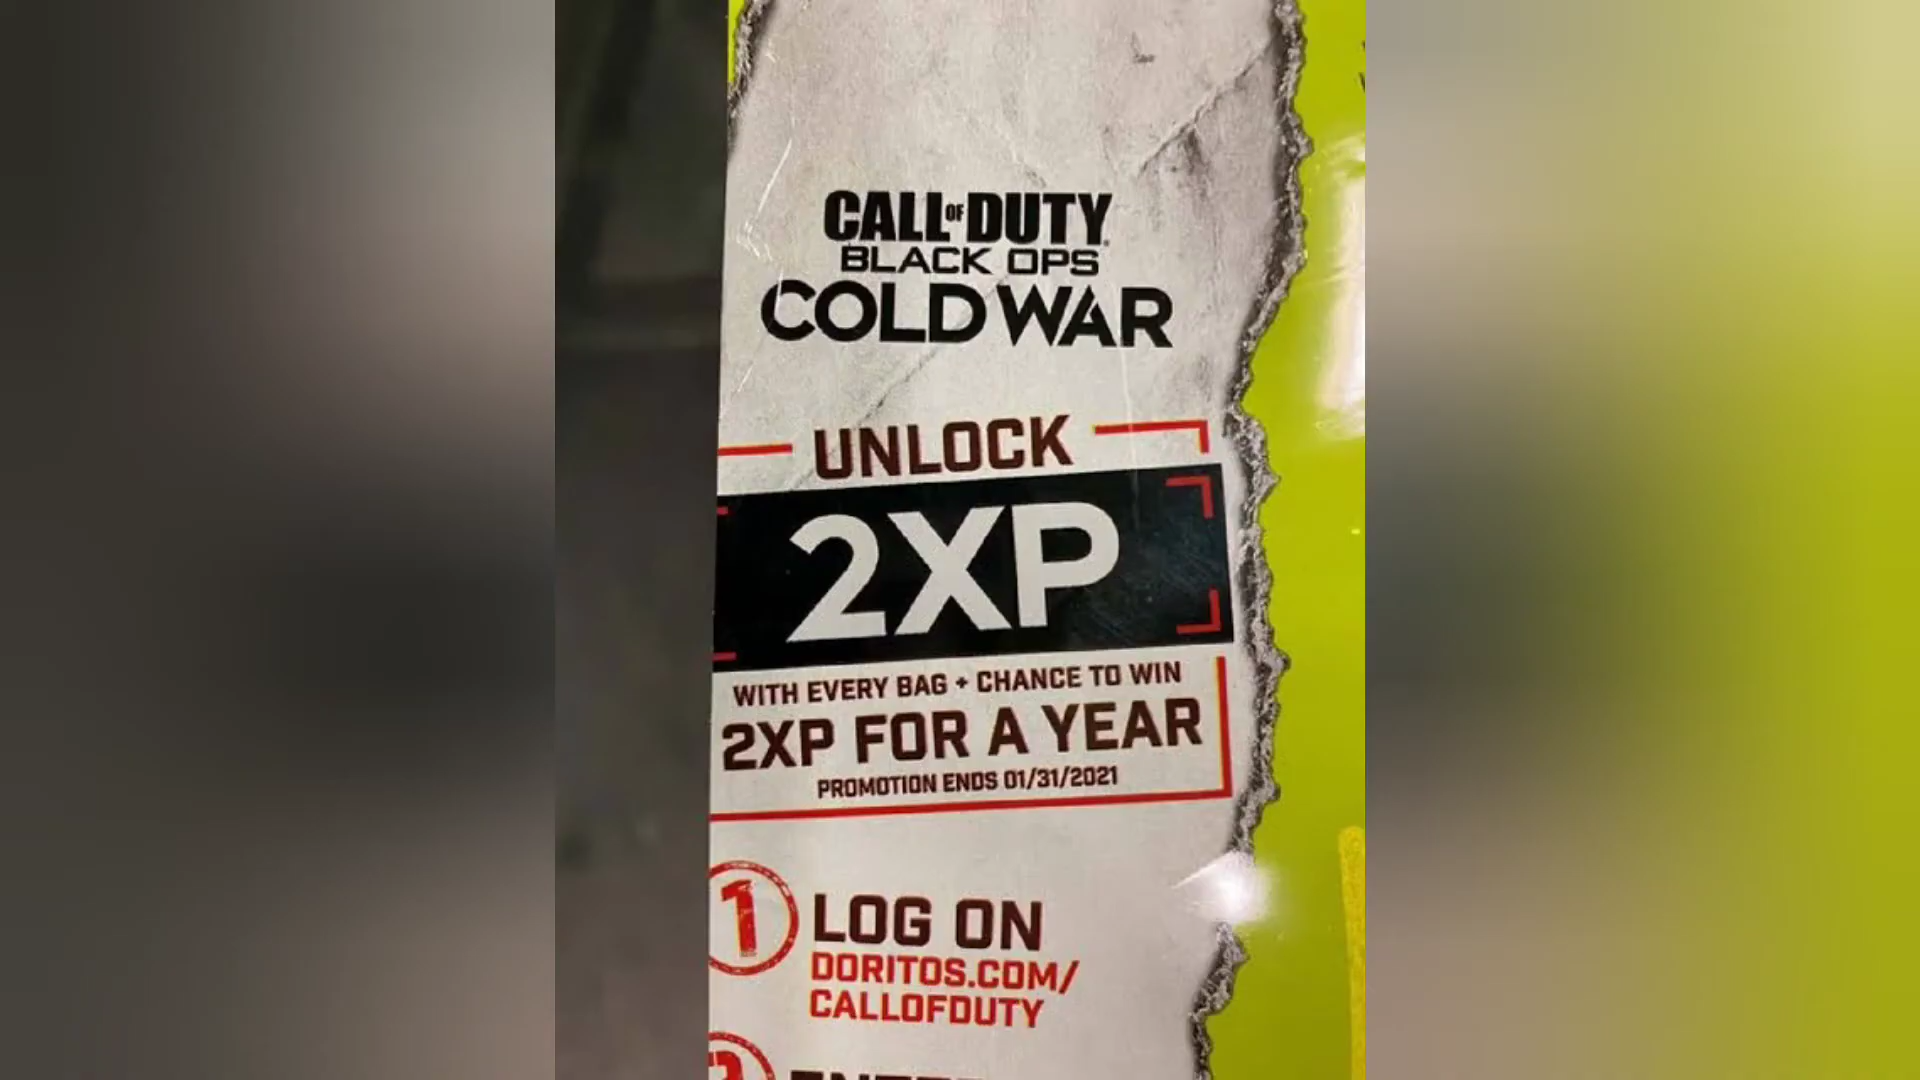 CALL OF DUTY
BLACK OPS
COLD WAR
UNLOCK
2XP
WITH EVERY BAG + CHANCE TO WIN
2XP FOR A YEAR
PROMOTION ENDS 01/31/2021
1 LOG ON
DORITOS.COM/
CALLOFDUTY